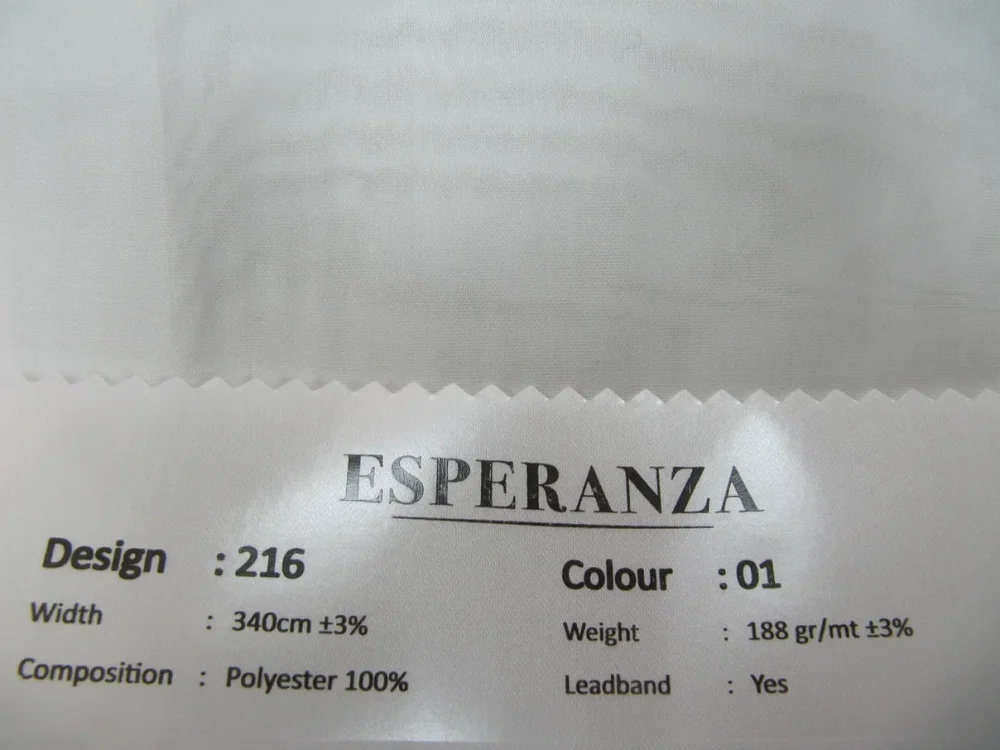 ESPERANZA
Design : 216 Colour : 01
Width : 340cm ±3% Weight : 188 gr/mt ±3%
Composition : Polyester 100% Leadband : Yes